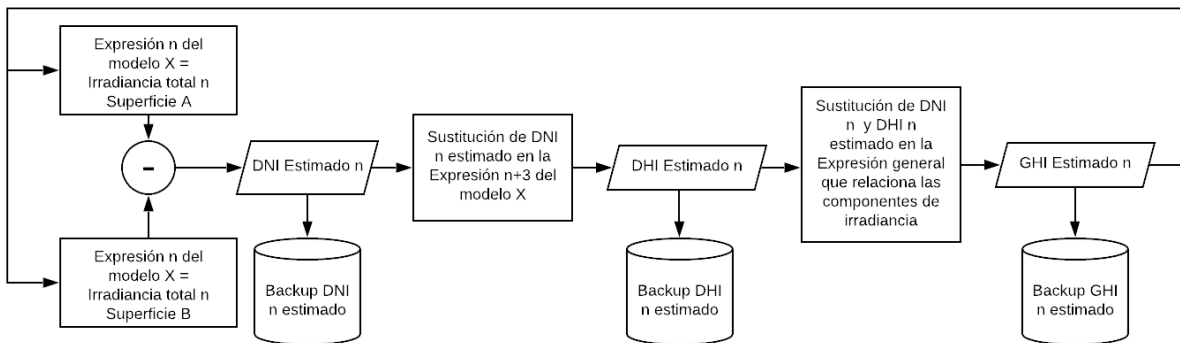 Expresión n del
modelo X =
Irradiancia total n
Superficie A
-
Expresión n del
modelo X =
Irradiancia total n
Superficie B
DNI Estimado n
Backup DNI
n estimado
Sustitución de DNI
n estimado en la
Expresión n+3 del
modelo X
DHI Estimado n
Backup DHI
n estimado
Sustitución de DNI
n y DHI n
estimado en la
Expresión general
que relaciona las
componentes de
irradiancia
GHI Estimado n
Backup GHI
n estimado